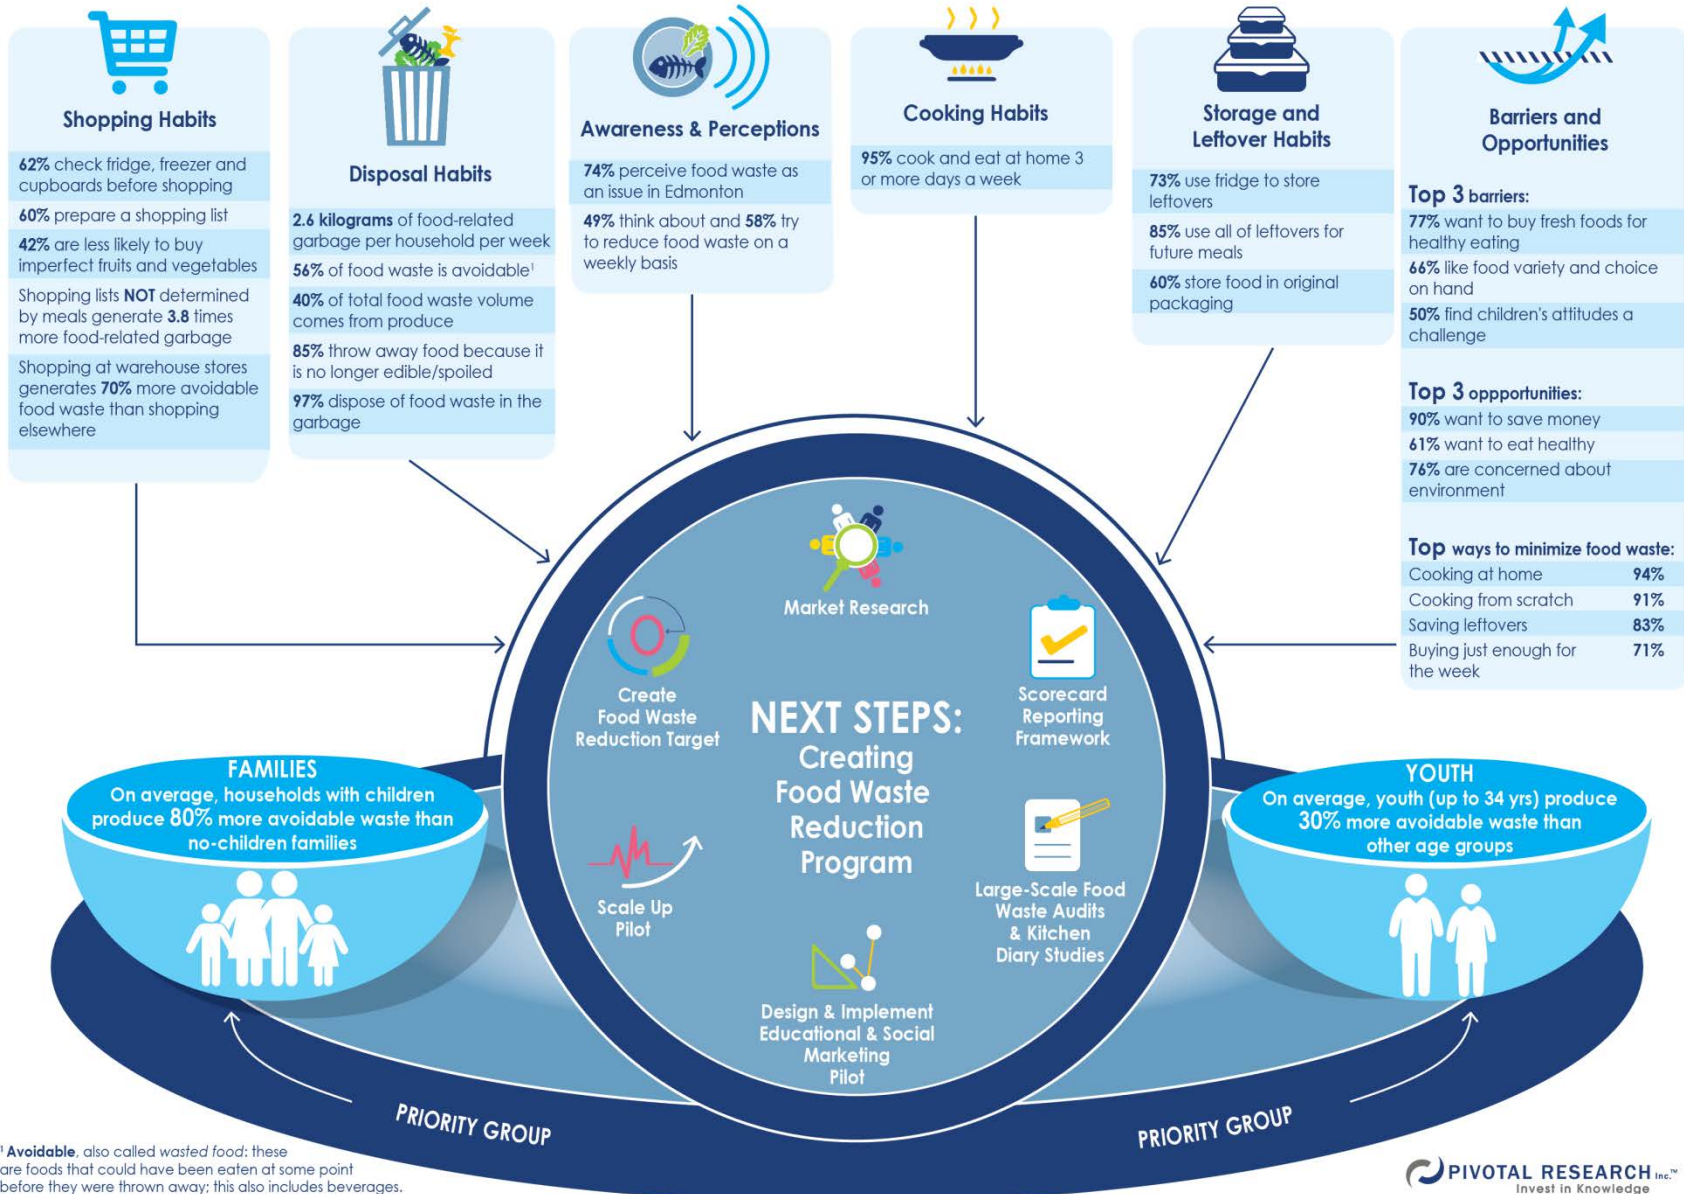 Shopping Habits
62% check fridge, freezer and
cupboards before shopping
60% prepare a shopping list
42% are less likely to buy
imperfect fruits and vegetables
Shopping lists NOT determined
by meals generate 3.8 times
more food-related garbage
Shopping at warehouse stores
generates 70% more avoidable
food waste than shopping
elsewhere
Disposal Habits
2.6 kilograms of food-related
garbage per household per week
56% of food waste is avoidable¹
40% of total food waste volume
comes from produce
85% throw away food because it
is no longer edible/spoiled
97% dispose of food waste in the
garbage
Awareness & Perceptions
74% perceive food waste as
an issue in Edmonton
49% think about and 58% try
to reduce food waste on a
weekly basis
Cooking Habits
95% cook and eat at home 3
or more days a week
Storage and
Leftover Habits
73% use fridge to store
leftovers
85% use all of leftovers for
future meals
60% store food in original
packaging
Barriers and
Opportunities
Top 3 barriers:
77% want to buy fresh foods for
healthy eating
66% like food variety and choice
on hand
50% find children's attitudes a
challenge
Top 3 oppportunities:
90% want to save money
61% want to eat healthy
76% are concerned about
environment
Top ways to minimize food waste:
Cooking at home 94%
Cooking from scratch 91%
Saving leftovers 83%
Buying just enough for 71%
the week
Market Research
Create
Food Waste
Reduction Target
Scorecard
Reporting
Framework
NEXT STEPS:
Creating
Food Waste
Reduction
Program
Scale Up
Pilot
Large-Scale Food
Waste Audits
& Kitchen
Diary Studies
Design & Implement
Educational & Social
Marketing
Pilot
FAMILIES
On average, households with children
produce 80% more avoidable waste than
no-children families
YOUTH
On average, youth (up to 34 yrs) produce
30% more avoidable waste than
other age groups
PRIORITY GROUP
PRIORITY GROUP
¹ Avoidable, also called wasted food: these
are foods that could have been eaten at some point
before they were thrown away; this also includes beverages.
PIVOTAL RESEARCH Inc.™
Invest in Knowledge